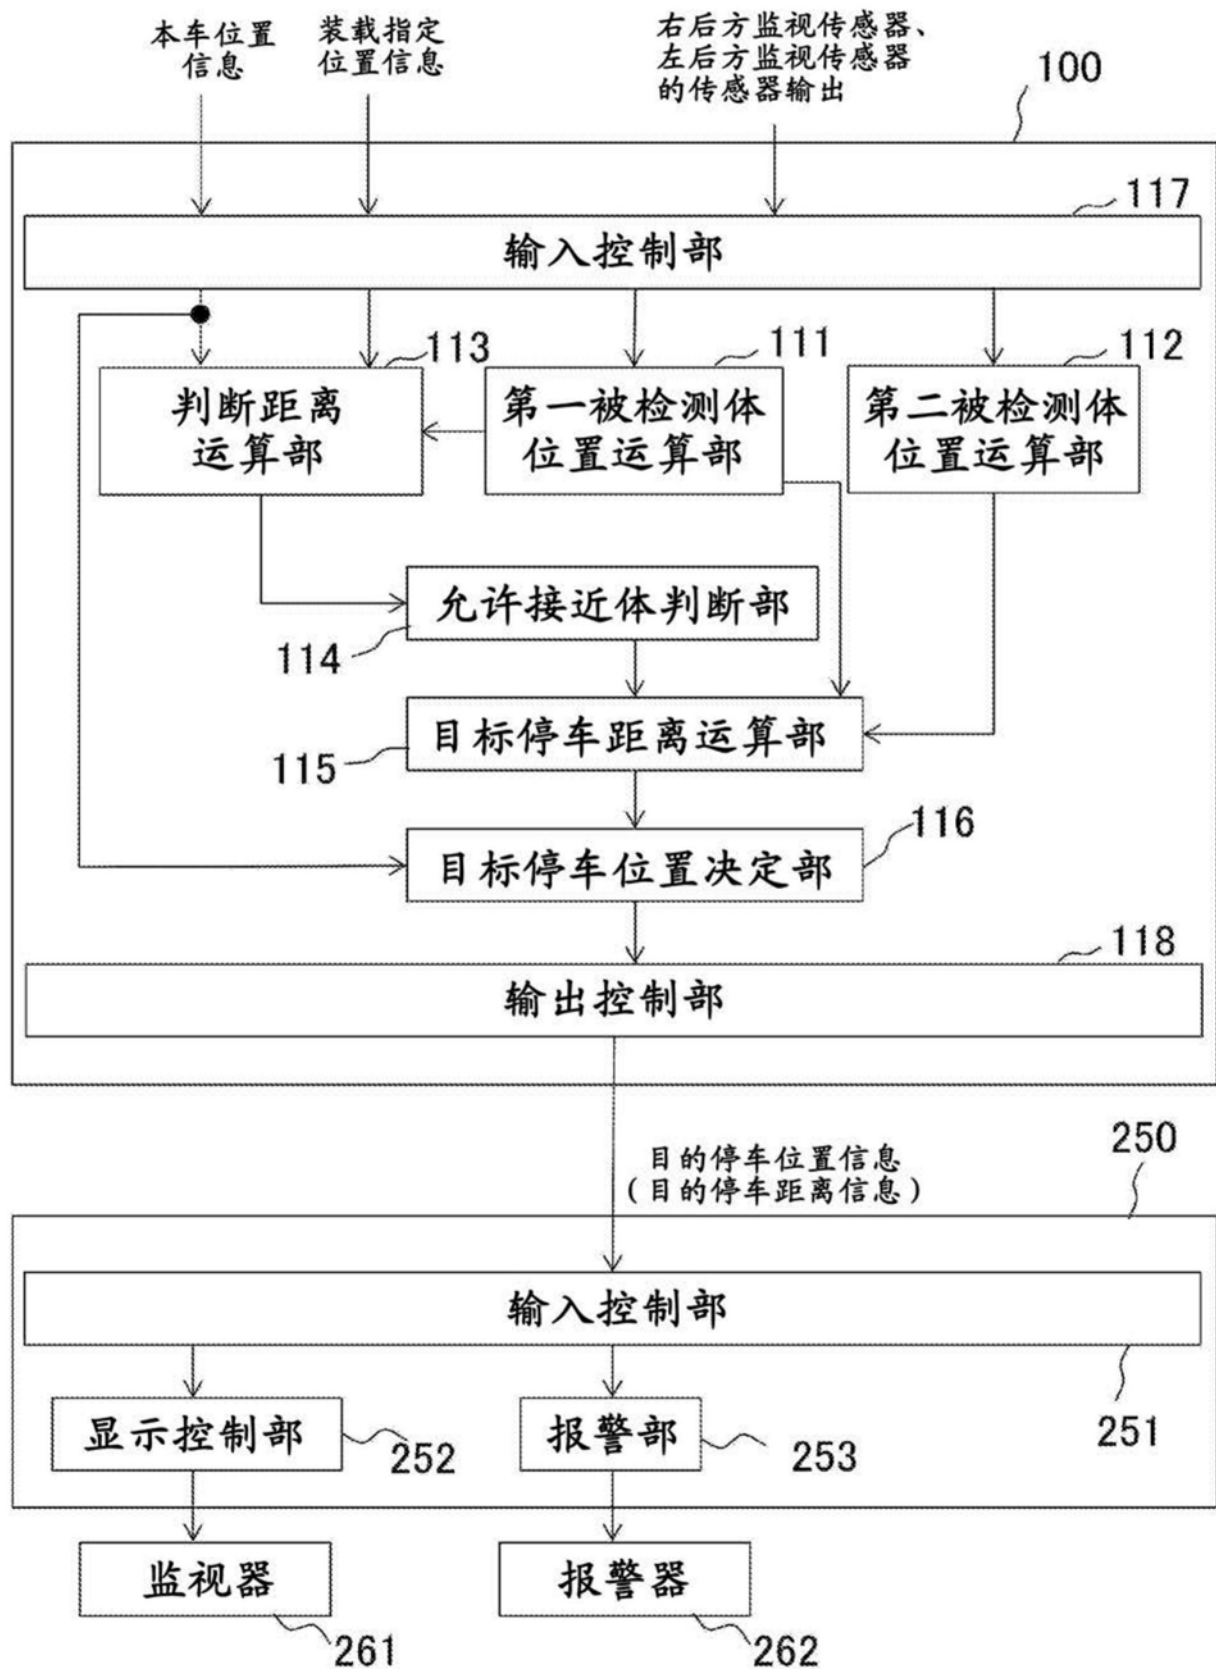 本车位置
信息
装载指定
位置信息
右后方监视传感器、
左后方监视传感器
的传感器输出
100
117
输入控制部
113
111
112
判断距离
运算部
第一被检测体
位置运算部
第二被检测体
位置运算部
允许接近体判断部
114
目标停车距离运算部
115
116
目标停车位置决定部
118
输出控制部
目的停车位置信息
(目的停车距离信息)
250
输入控制部
251
显示控制部
252
报警部
253
监视器
261
报警器
262